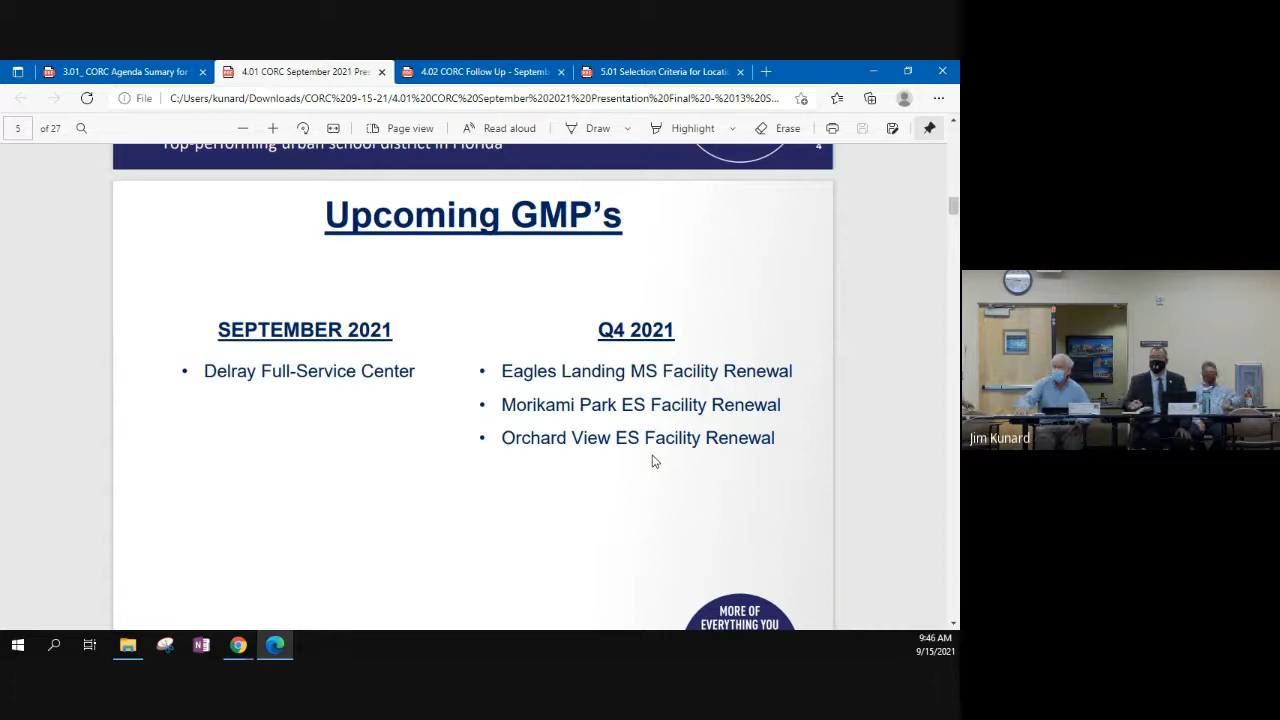 3.01_ CORC Agenda Sumary for
4.01 CORC September 2021 Pres
4.02 CORC Follow Up - Septemb
5.01 Selection Criteria for Locatio
File
C:/Users/kunard/Downloads/CORC%209-15-21/4.01%20CORC%20September%202021%20Presentation%20Final%20-%2013%20S...
5
of 27
Page view
Read aloud
Draw
Highlight
Erase
Top-performing urban school district in Florida
4
Upcoming GMP's
SEPTEMBER 2021
• Delray Full-Service Center
Q4 2021
• Eagles Landing MS Facility Renewal
• Morikami Park ES Facility Renewal
• Orchard View ES Facility Renewal
MORE OF
EVERYTHING YOU
Jim Kunard
9:46 AM
9/15/2021